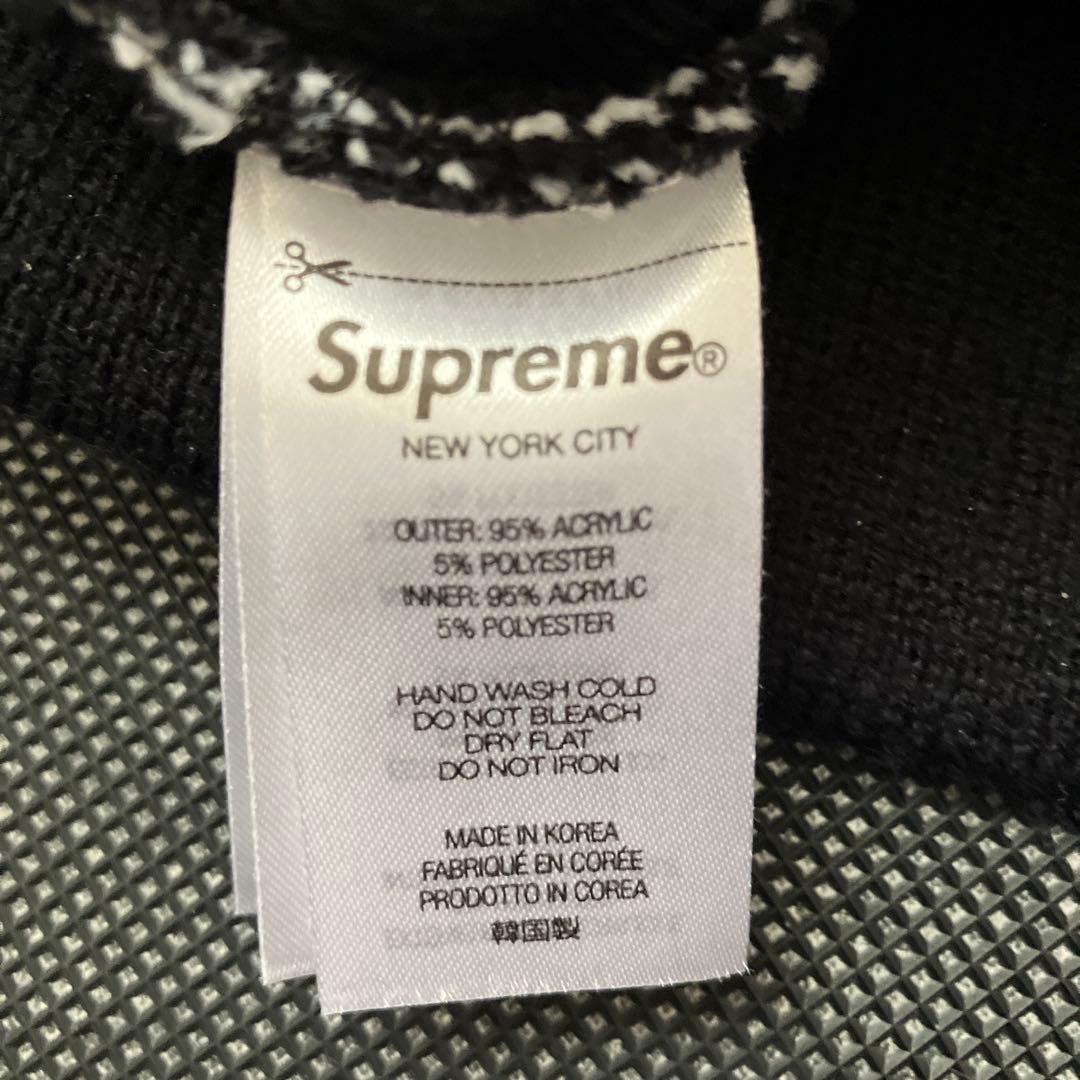 Supreme®
NEW YORK CITY
OUTER: 95% ACRYLIC
5% POLYESTER
INNER: 95% ACRYLIC
5% POLYESTER
HAND WASH COLD
DO NOT BLEACH
DRY FLAT
DO NOT IRON
MADE IN KOREA
FABRIQUÉ EN CORÉE
PRODOTTO IN COREA
韓国製